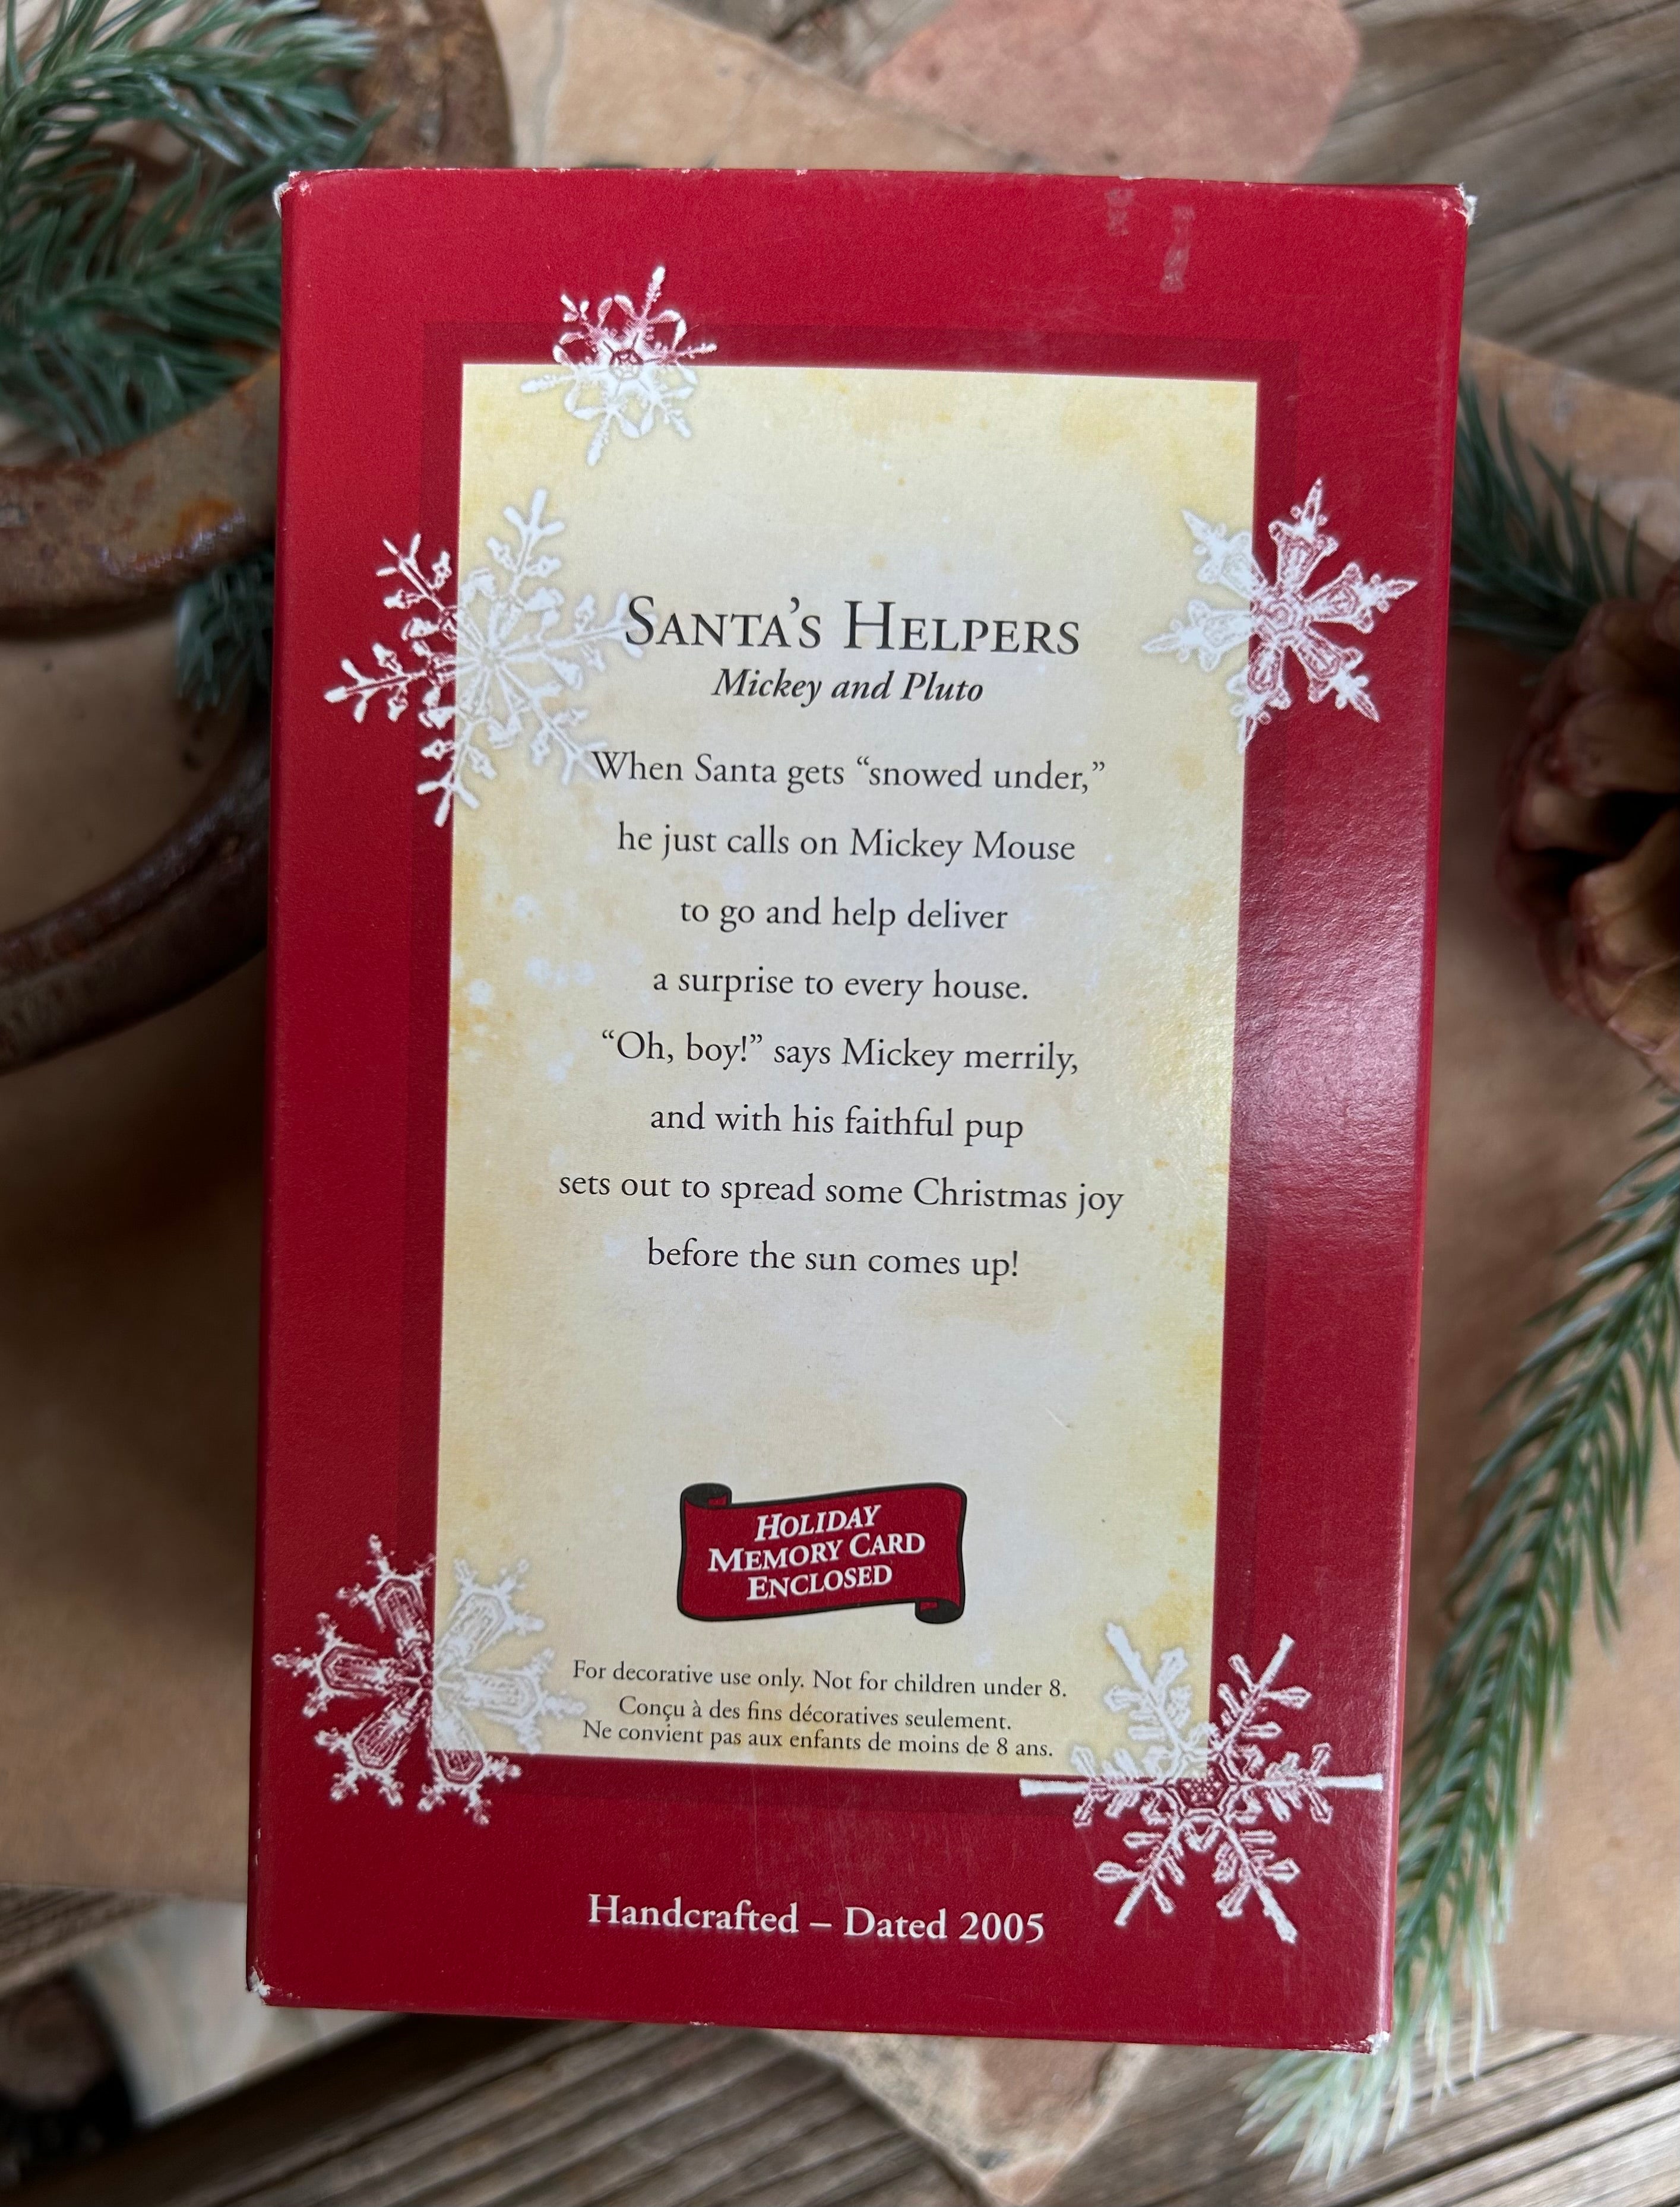 SANTA'S HELPERS
Mickey and Pluto
When Santa gets “snowed under,”
he just calls on Mickey Mouse
to go and help deliver
a surprise to every house.
“Oh, boy!” says Mickey merrily,
and with his faithful pup
sets out to spread some Christmas joy
before the sun comes up!
HOLIDAY
MEMORY CARD
ENCLOSED
For decorative use only. Not for children under 8.
Conçu à des fins décoratives seulement.
Ne convient pas aux enfants de moins de 8 ans.
Handcrafted – Dated 2005